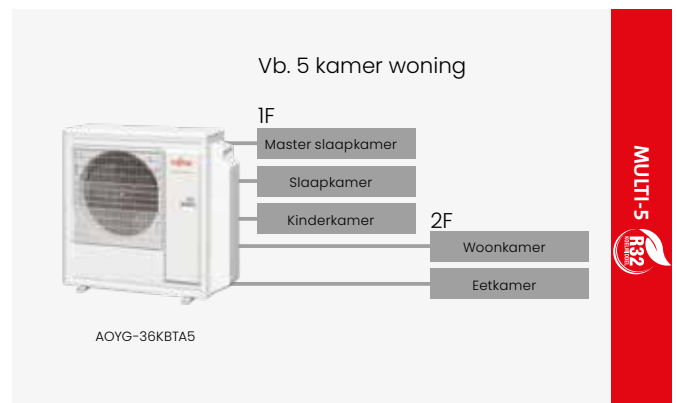 Vb. 5 kamer woning
1F
Master slaapkamer
Slaapkamer
Kinderkamer
2F
Woonkamer
Eetkamer
AOYG-36KBTA5
MULTI-5
R32